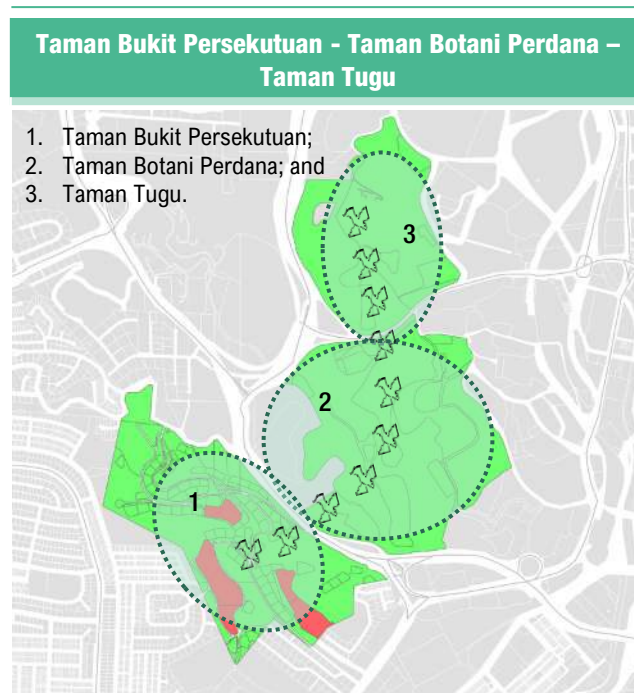 Taman Bukit Persekutuan - Taman Botani Perdana –
Taman Tugu
1. Taman Bukit Persekutuan;
2. Taman Botani Perdana; and
3. Taman Tugu.
3
2
1